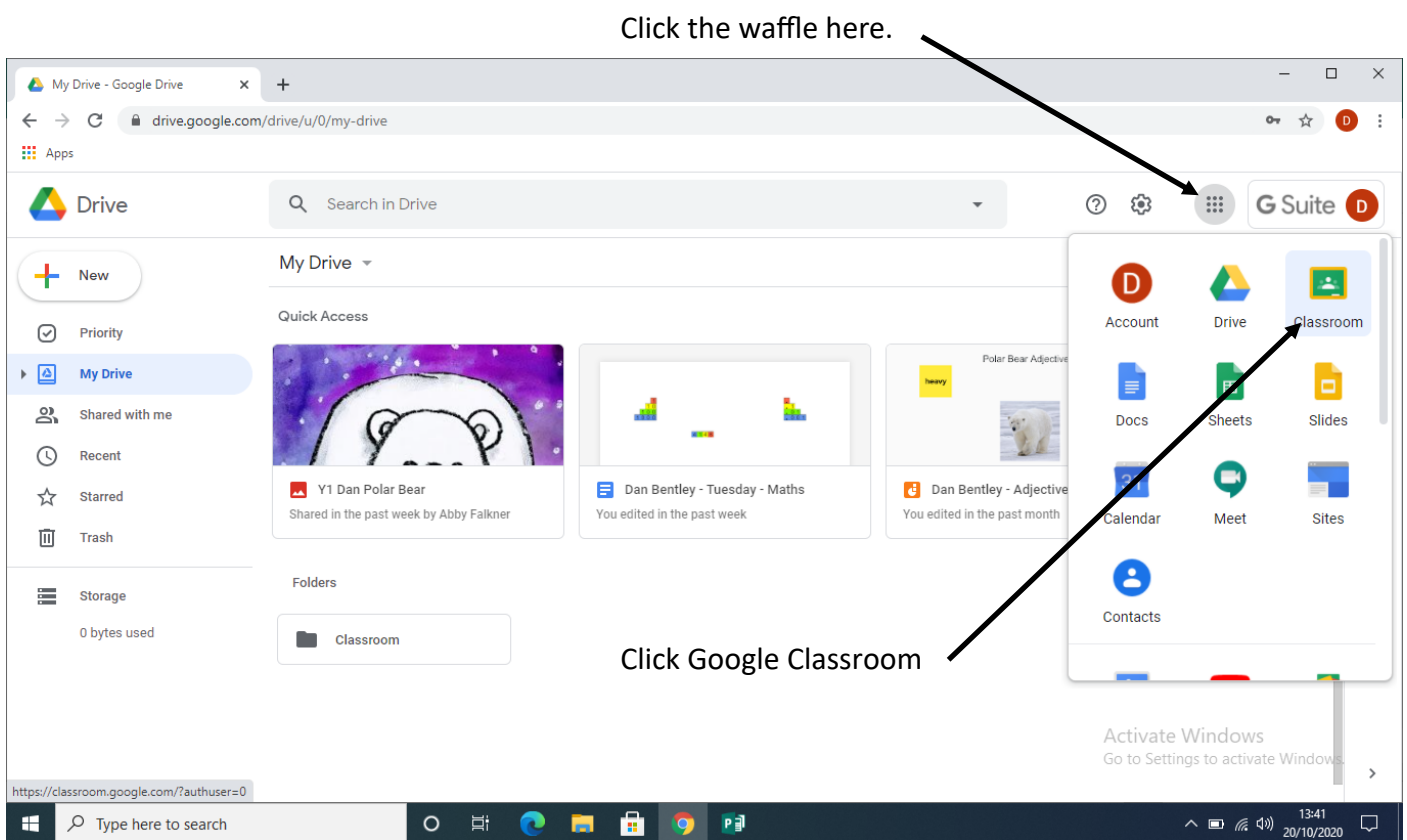 Click the waffle here.
My Drive - Google Drive
drive.google.com/drive/u/0/my-drive
D
Apps
Drive
Search in Drive
G Suite
D
New
My Drive
Priority
My Drive
Shared with me
Recent
Starred
Trash
Storage
0 bytes used
Quick Access
Y1 Dan Polar Bear
Shared in the past week by Abby Falkner
Dan Bentley - Tuesday - Maths
You edited in the past week
Polar Bear Adjective
heavy
Dan Bentley - Adjective
You edited in the past month
Folders
Classroom
D
Account
Drive
Classroom
Docs
Sheets
Slides
31
Calendar
Meet
Sites
Contacts
Click Google Classroom
Activate Windows
Go to Settings to activate Windows.
https://classroom.google.com/?authuser=0
Type here to search
13:41
20/10/2020